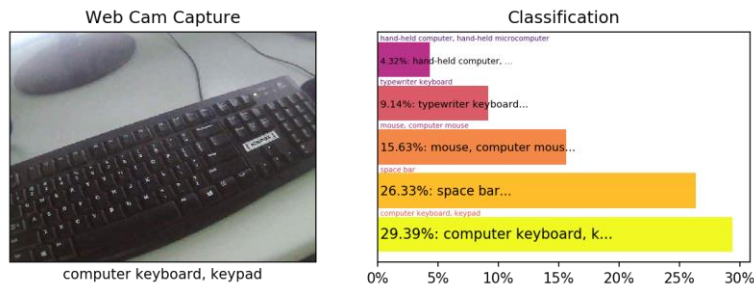 Web Cam Capture
computer keyboard, keypad
Classification
hand-held computer, hand-held microcomputer
4.32%: hand-held computer, ...
typewriter keyboard
9.14%: typewriter keyboard...
mouse, computer mouse
15.63%: mouse, computer mous...
space bar
26.33%: space bar...
computer keyboard, keypad
29.39%: computer keyboard, k...
0% 5% 10% 15% 20% 25% 30%